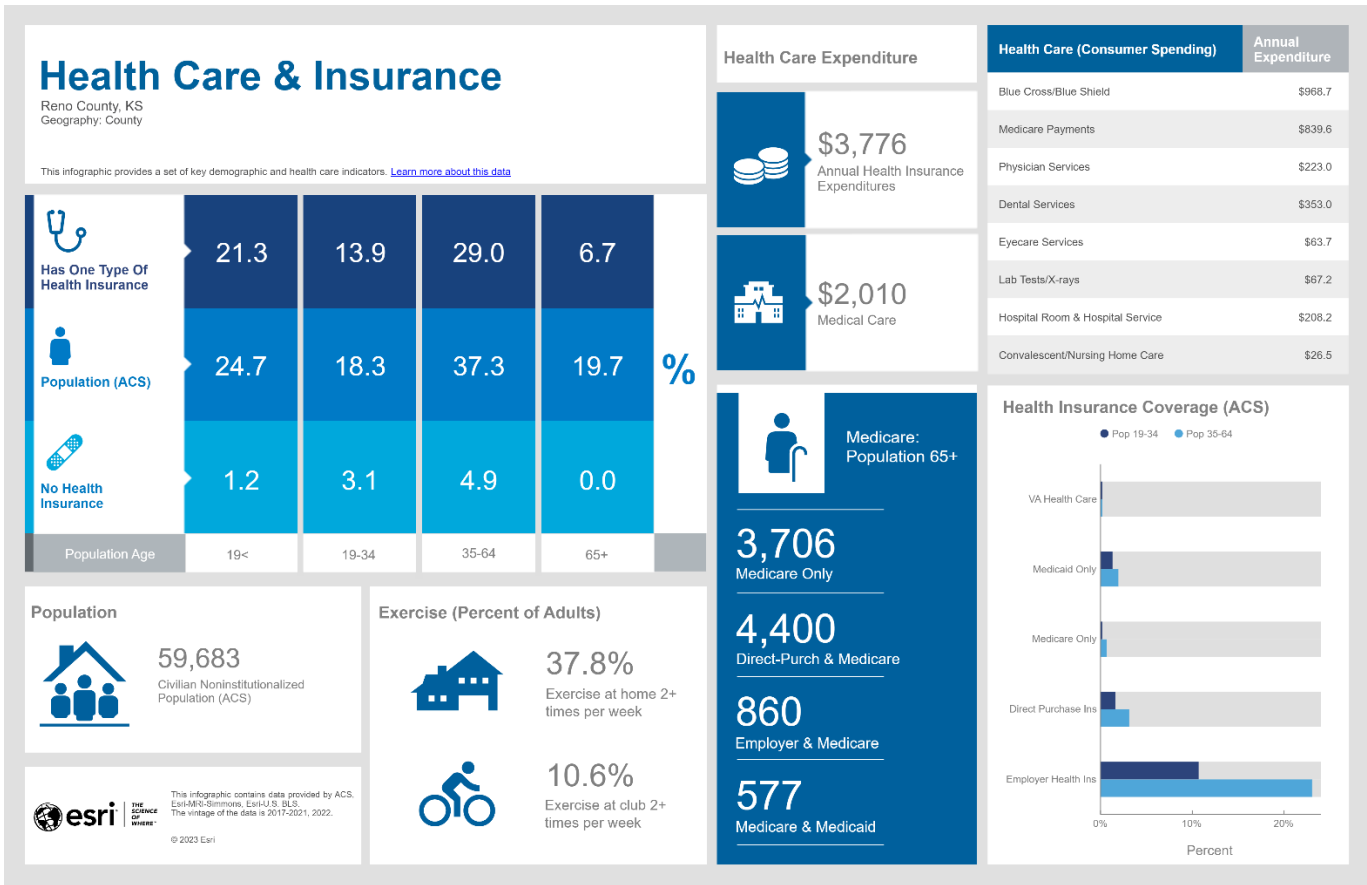 Health Care & Insurance
Reno County, KS
Geography: County
This infographic provides a set of key demographic and health care indicators. Learn more about this data
Has One Type Of
Health Insurance
21.3
13.9
29.0
6.7
Population (ACS)
24.7
18.3
37.3
19.7
%
No Health
Insurance
1.2
3.1
4.9
0.0
Population Age
19<
19-34
35-64
65+
Population
59,683
Civilian Noninstitutionalized
Population (ACS)
esri
THE
SCIENCE
OF
WHERE
This infographic contains data provided by ACS,
Esri-MRI-Simmons, Esri-U.S. BLS.
The vintage of the data is 2017-2021, 2022.
© 2023 Esri
Exercise (Percent of Adults)
37.8%
Exercise at home 2+
times per week
10.6%
Exercise at club 2+
times per week
Health Care Expenditure
$3,776
Annual Health Insurance
Expenditures
$2,010
Medical Care
Medicare:
Population 65+
3,706
Medicare Only
4,400
Direct-Purch & Medicare
860
Employer & Medicare
577
Medicare & Medicaid
Health Care (Consumer Spending)
Annual
Expenditure
Blue Cross/Blue Shield
$968.7
Medicare Payments
$839.6
Physician Services
$223.0
Dental Services
$353.0
Eyecare Services
$63.7
Lab Tests/X-rays
$67.2
Hospital Room & Hospital Service
$208.2
Convalescent/Nursing Home Care
$26.5
Health Insurance Coverage (ACS)
Pop 19-34
Pop 35-64
VA Health Care
Medicaid Only
Medicare Only
Direct Purchase Ins
Employer Health Ins
0%
10%
20%
Percent